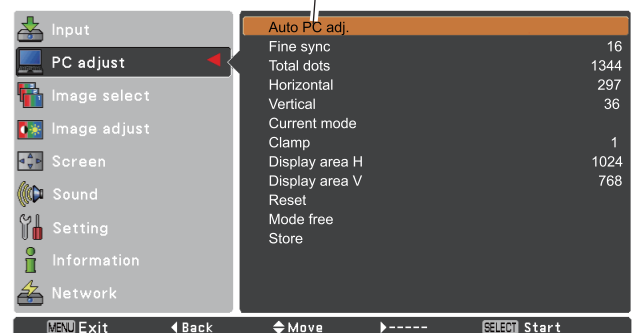 Input
PC adjust
Image select
Image adjust
Screen
Sound
Setting
Information
Network
Auto PC adj.
Fine sync 16
Total dots 1344
Horizontal 297
Vertical 36
Current mode
Clamp 1
Display area H 1024
Display area V 768
Reset
Mode free
Store
MENU Exit ◀Back ◆Move ▶----- SELECT Start